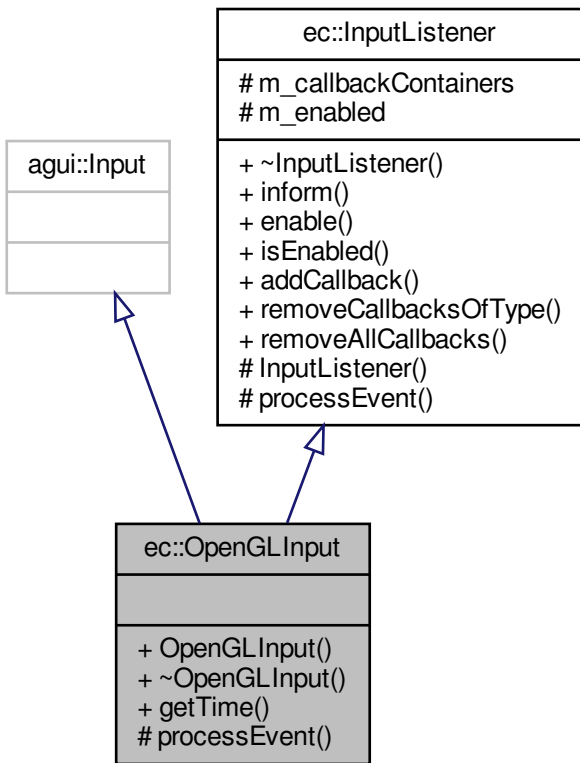 ec::InputListener
# m_callbackContainers
# m_enabled
+ ~InputListener()
+ inform()
+ enable()
+ isEnabled()
+ addCallback()
+ removeCallbacksOfType()
+ removeAllCallbacks()
# InputListener()
# processEvent()
agui::Input
ec::OpenGLInput
+ OpenGLInput()
+ ~OpenGLInput()
+ getTime()
# processEvent()